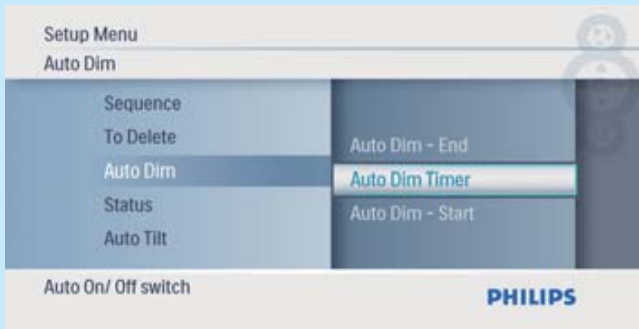 Setup Menu
Auto Dim
Sequence
To Delete
Auto Dim
Status
Auto Tilt
Auto Dim - End
Auto Dim Timer
Auto Dim - Start
Auto On/ Off switch
PHILIPS